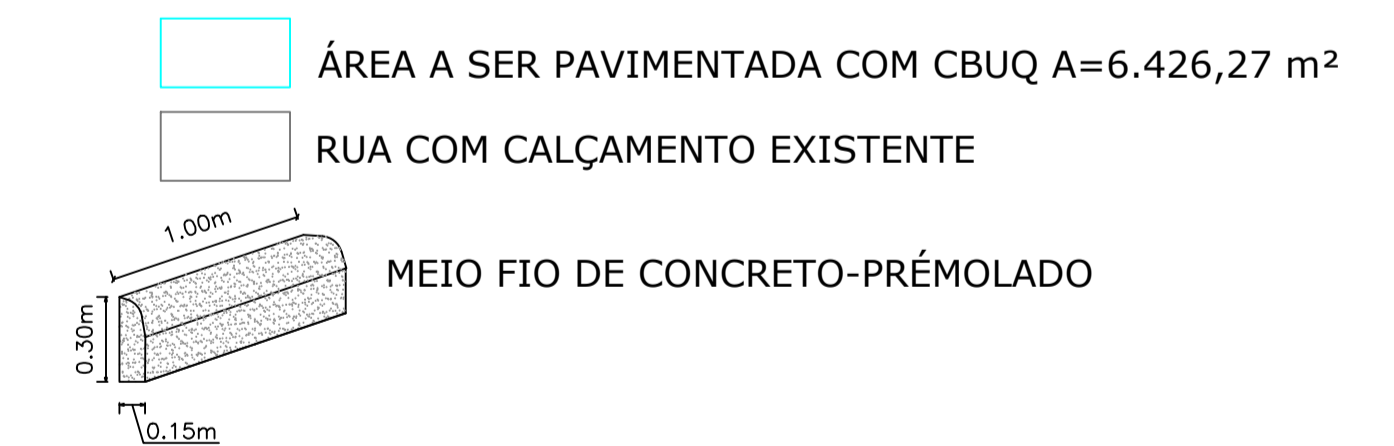 ÁREA A SER PAVIMENTADA COM CBUQ A=6.426,27 m²
RUA COM CALÇAMENTO EXISTENTE
1.00m
MEIO FIO DE CONCRETO-PRÉMOLADO
0.30m
0.15m